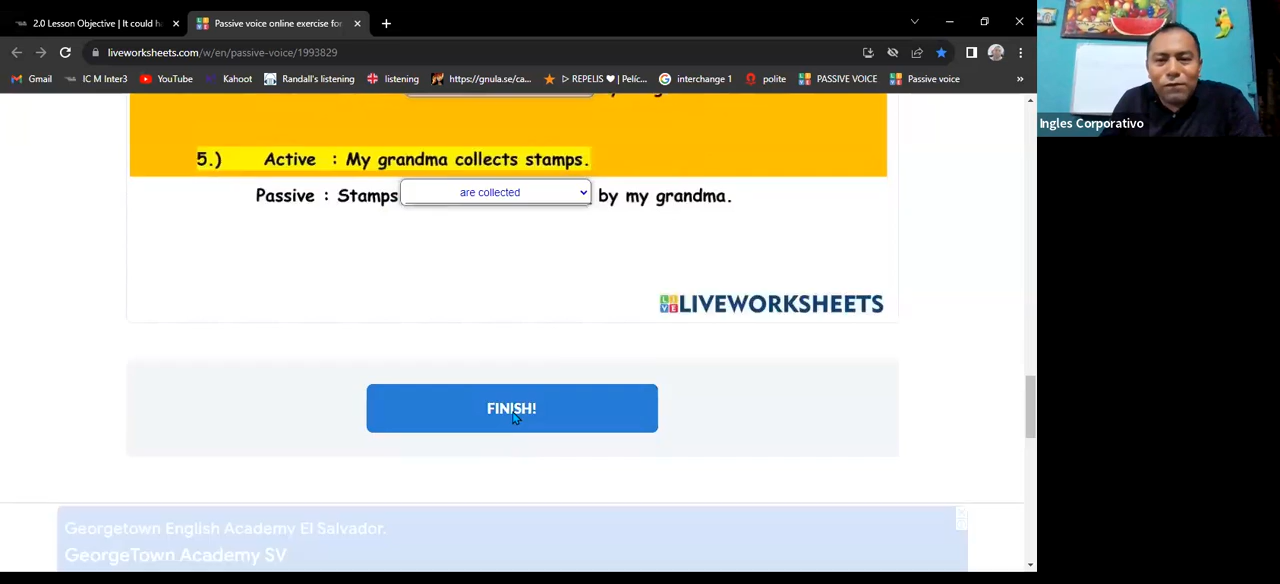 2.0 Lesson Objective | It could h
Passive voice online exercise for
liveworksheets.com/w/en/passive-voice/1993829
Gmail
IC M Inter3
YouTube
Kahoot
Randall's listening
listening
https://gnula.se/ca...
▷ REPELIS ♥ | Pelíc...
interchange 1
polite
PASSIVE VOICE
Passive voice
»
Ingles Corporativo
5.) Active : My grandma collects stamps.
Passive : Stamps are collected by my grandma.
LIVEWORKSHEETS
FINISH!
Georgetown English Academy El Salvador.
GeorgeTown Academy SV